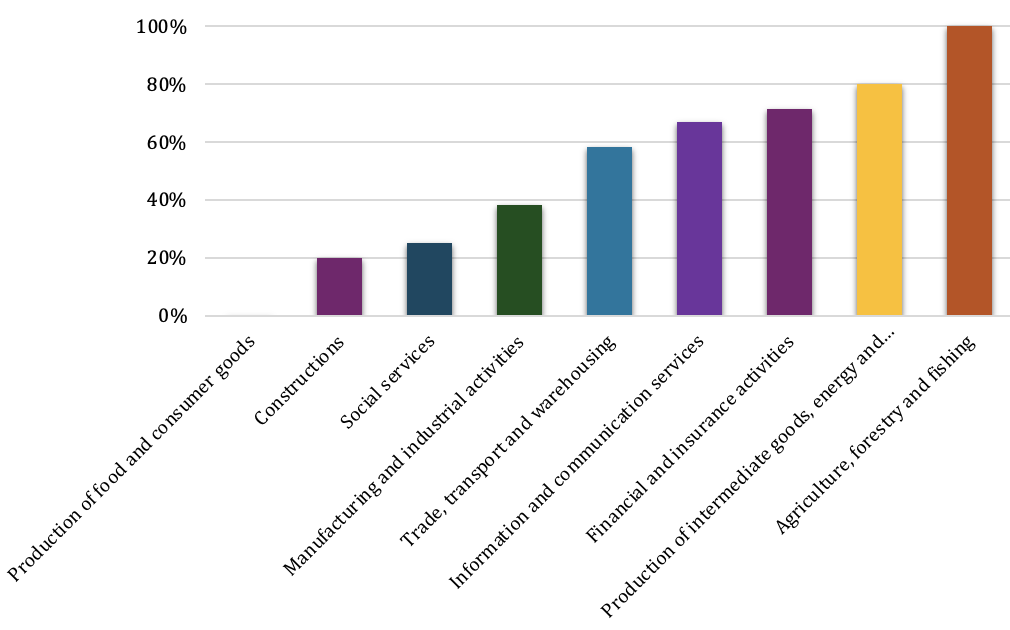 100%
80%
60%
40%
20%
0%
Production of food and consumer goods
Constructions
Social services
Manufacturing and industrial activities
Trade, transport and warehousing
Information and communication services
Financial and insurance activities
Production of intermediate goods, energy and...
Agriculture, forestry and fishing